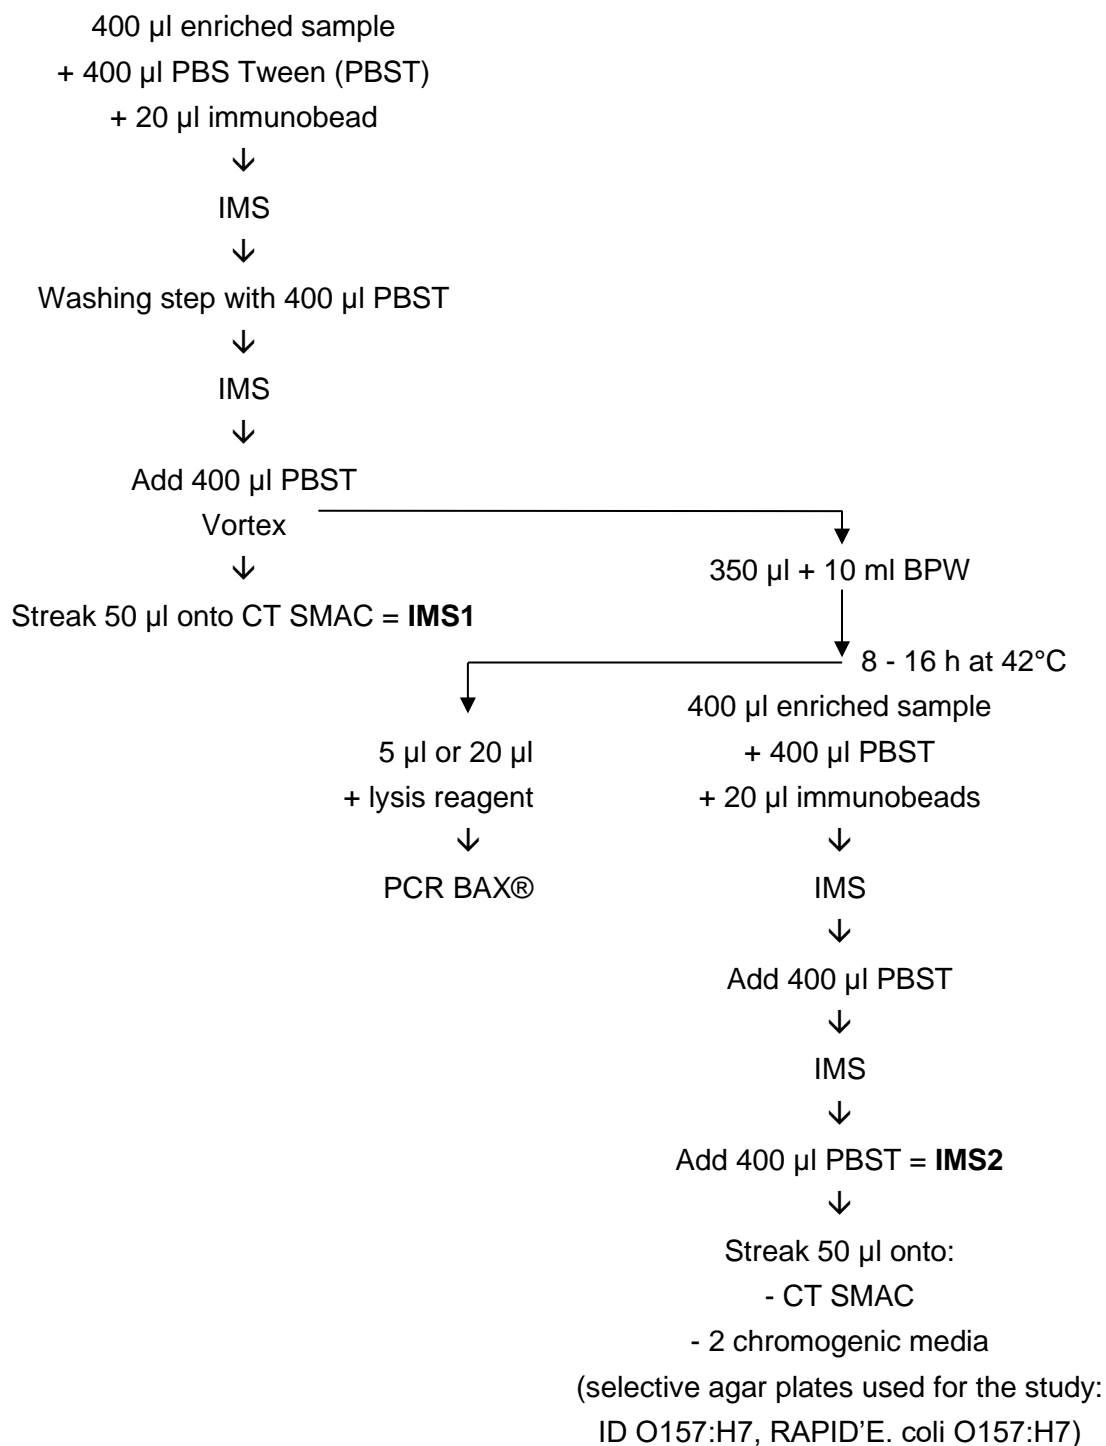 400 µl enriched sample
+ 400 µl PBS Tween (PBST)
+ 20 µl immunobead
IMS
Washing step with 400 µl PBST
IMS
Add 400 µl PBST
Vortex
Streak 50 µl onto CT SMAC = IMS1
350 µl + 10 ml BPW
8 - 16 h at 42°C
5 µl or 20 µl
+ lysis reagent
PCR BAX®
400 µl enriched sample
+ 400 µl PBST
+ 20 µl immunobeads
IMS
Add 400 µl PBST
IMS
Add 400 µl PBST = IMS2
Streak 50 µl onto:
- CT SMAC
- 2 chromogenic media
(selective agar plates used for the study:
ID O157:H7, RAPID’E. coli O157:H7)